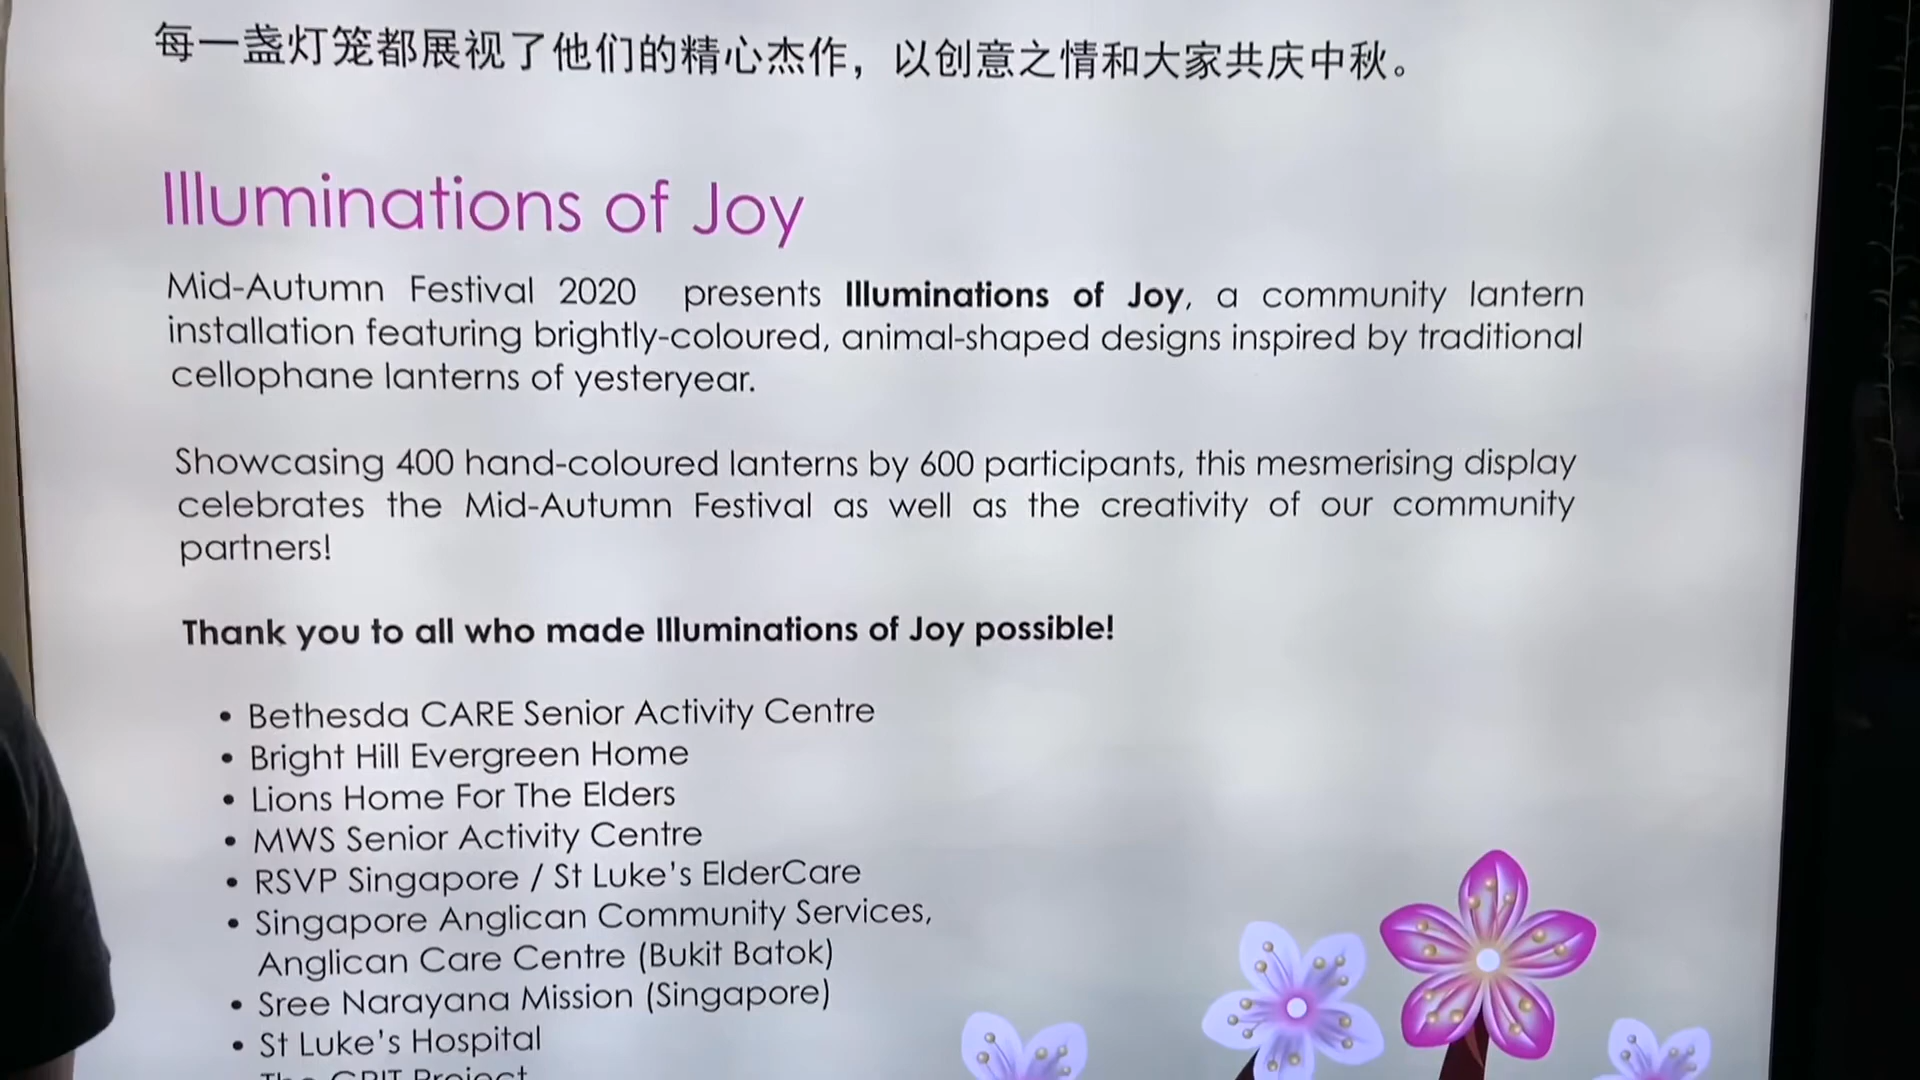 每一盏灯笼都展视了他们的精心杰作，以创意之情和大家共庆中秋。
Illuminations of Joy
Mid-Autumn Festival 2020 presents Illuminations of Joy, a community lantern
installation featuring brightly-coloured, animal-shaped designs inspired by traditional
cellophane lanterns of yesteryear.
Showcasing 400 hand-coloured lanterns by 600 participants, this mesmerising display
celebrates the Mid-Autumn Festival as well as the creativity of our community
partners!
Thank you to all who made Illuminations of Joy possible!
• Bethesda CARE Senior Activity Centre
• Bright Hill Evergreen Home
• Lions Home For The Elders
• MWS Senior Activity Centre
• RSVP Singapore / St Luke's ElderCare
• Singapore Anglican Community Services,
Anglican Care Centre (Bukit Batok)
• Sree Narayana Mission (Singapore)
• St Luke's Hospital
The GRIT Project